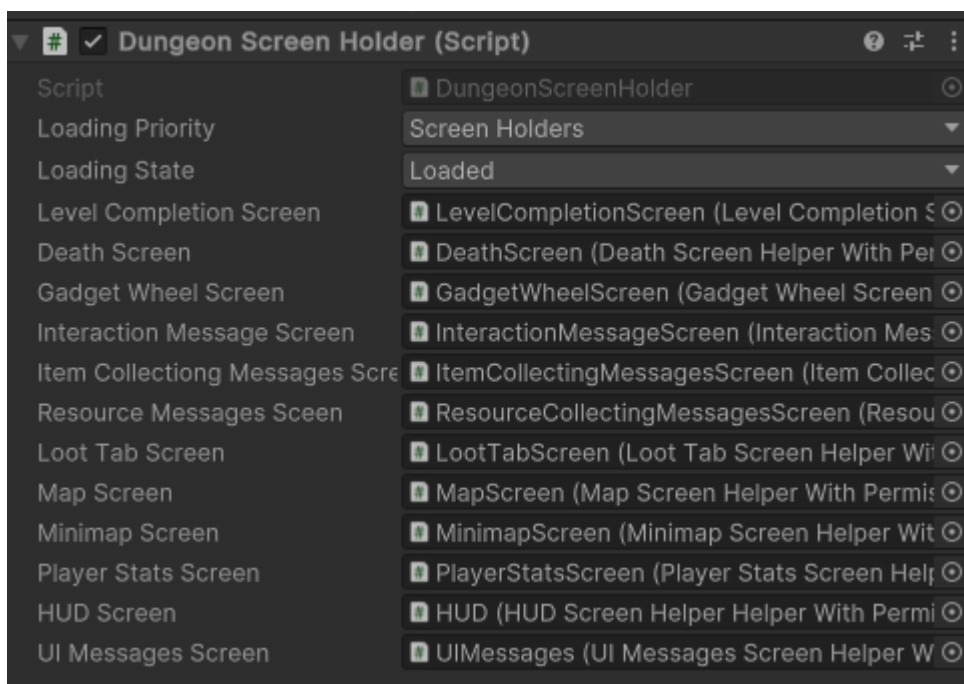 Dungeon Screen Holder (Script)
Script DungeonScreenHolder
Loading Priority Screen Holders
Loading State Loaded
Level Completion Screen LevelCompletionScreen (Level Completion S
Death Screen DeathScreen (Death Screen Helper With Per
Gadget Wheel Screen GadgetWheelScreen (Gadget Wheel Screen
Interaction Message Screen InteractionMessageScreen (Interaction Mes
Item Collectiong Messages Scre ItemCollectingMessagesScreen (Item Collec
Resource Messages Sceen ResourceCollectingMessagesScreen (Resou
Loot Tab Screen LootTabScreen (Loot Tab Screen Helper Wit
Map Screen MapScreen (Map Screen Helper With Permis
Minimap Screen MinimapScreen (Minimap Screen Helper Wit
Player Stats Screen PlayerStatsScreen (Player Stats Screen Help
HUD Screen HUD (HUD Screen Helper Helper With Permi
UI Messages Screen UIMessages (UI Messages Screen Helper W